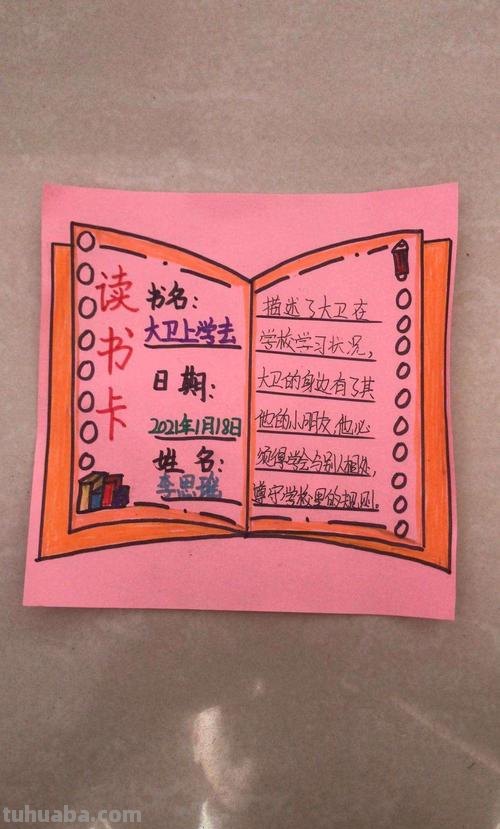 读书卡
书名:
大卫上学去
日期:
2021年1月18日
姓名:
李思瑶
描述了大卫在
学校学习状况,
大卫的身边有了其
他的小朋友,他必
须得学会与别人相处,
遵守学校里的规则。
tuhuaba.com